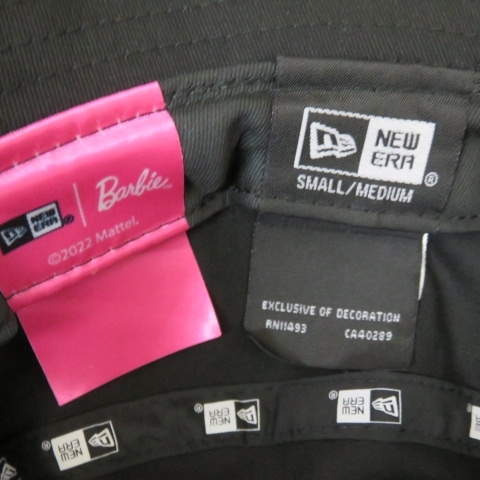 NEW ERA
Barbie
©2022 Mattel.
NEW
ERA®
SMALL/MEDIUM
EXCLUSIVE OF DECORATION
RN11493 CA40289
NEW ERA
NEW ERA
NEW ERA